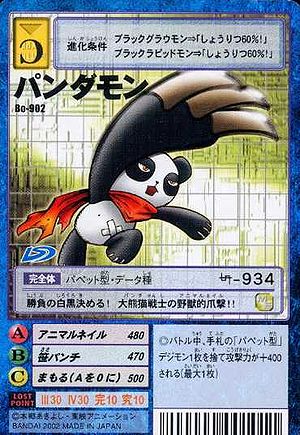 進化条件
ブラックグラウモン⇒「しょうりつ60%!」
ブラックラピッドモン⇒「しょうりつ60%!」
パンダモン
Bo-902
完全体 パペット型・データ種 サ-934
勝負の白黒決める! 大熊猫戦士の野獣的爪撃!!
A アニマルネイル 480
B 笹パンチ 470
C まもる(Aを0に) 500
◎バトル中、手札の「パペット型」
デジモン1枚を捨て攻撃力が+400
される(最大1枚)
LOST POINT III30 IV30 完10 究10
©本郷あきよし・東映アニメーション
BANDAI 2002 MADE IN JAPAN